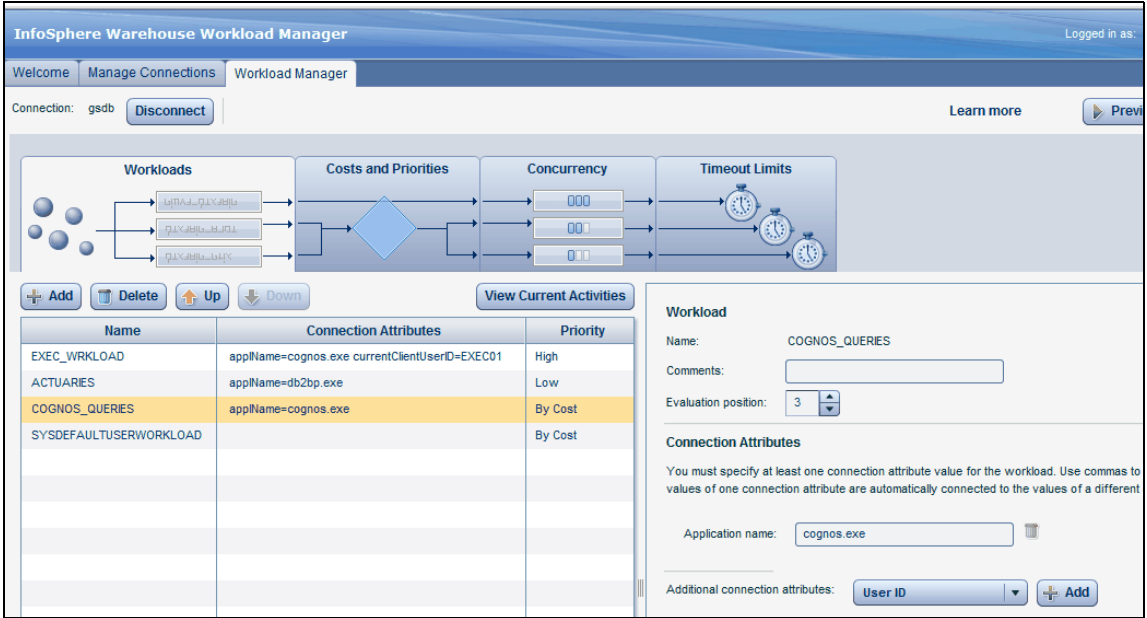 InfoSphere Warehouse Workload Manager
Logged in as:
Welcome Manage Connections Workload Manager
Connection: gsdb Disconnect Learn more Previ
Workloads Costs and Priorities Concurrency Timeout Limits
Add Delete Up Down View Current Activities
Name Connection Attributes Priority
EXEC_WRKLOAD applName=cognos.exe currentClientUserID=EXEC01 High
ACTUARIES applName=db2bp.exe Low
COGNOS_QUERIES applName=cognos.exe By Cost
SYSDEFAULTUSERWORKLOAD By Cost
Workload
Name: COGNOS_QUERIES
Comments:
Evaluation position: 3
Connection Attributes
You must specify at least one connection attribute value for the workload. Use commas to
values of one connection attribute are automatically connected to the values of a different
Application name: cognos.exe
Additional connection attributes: User ID Add